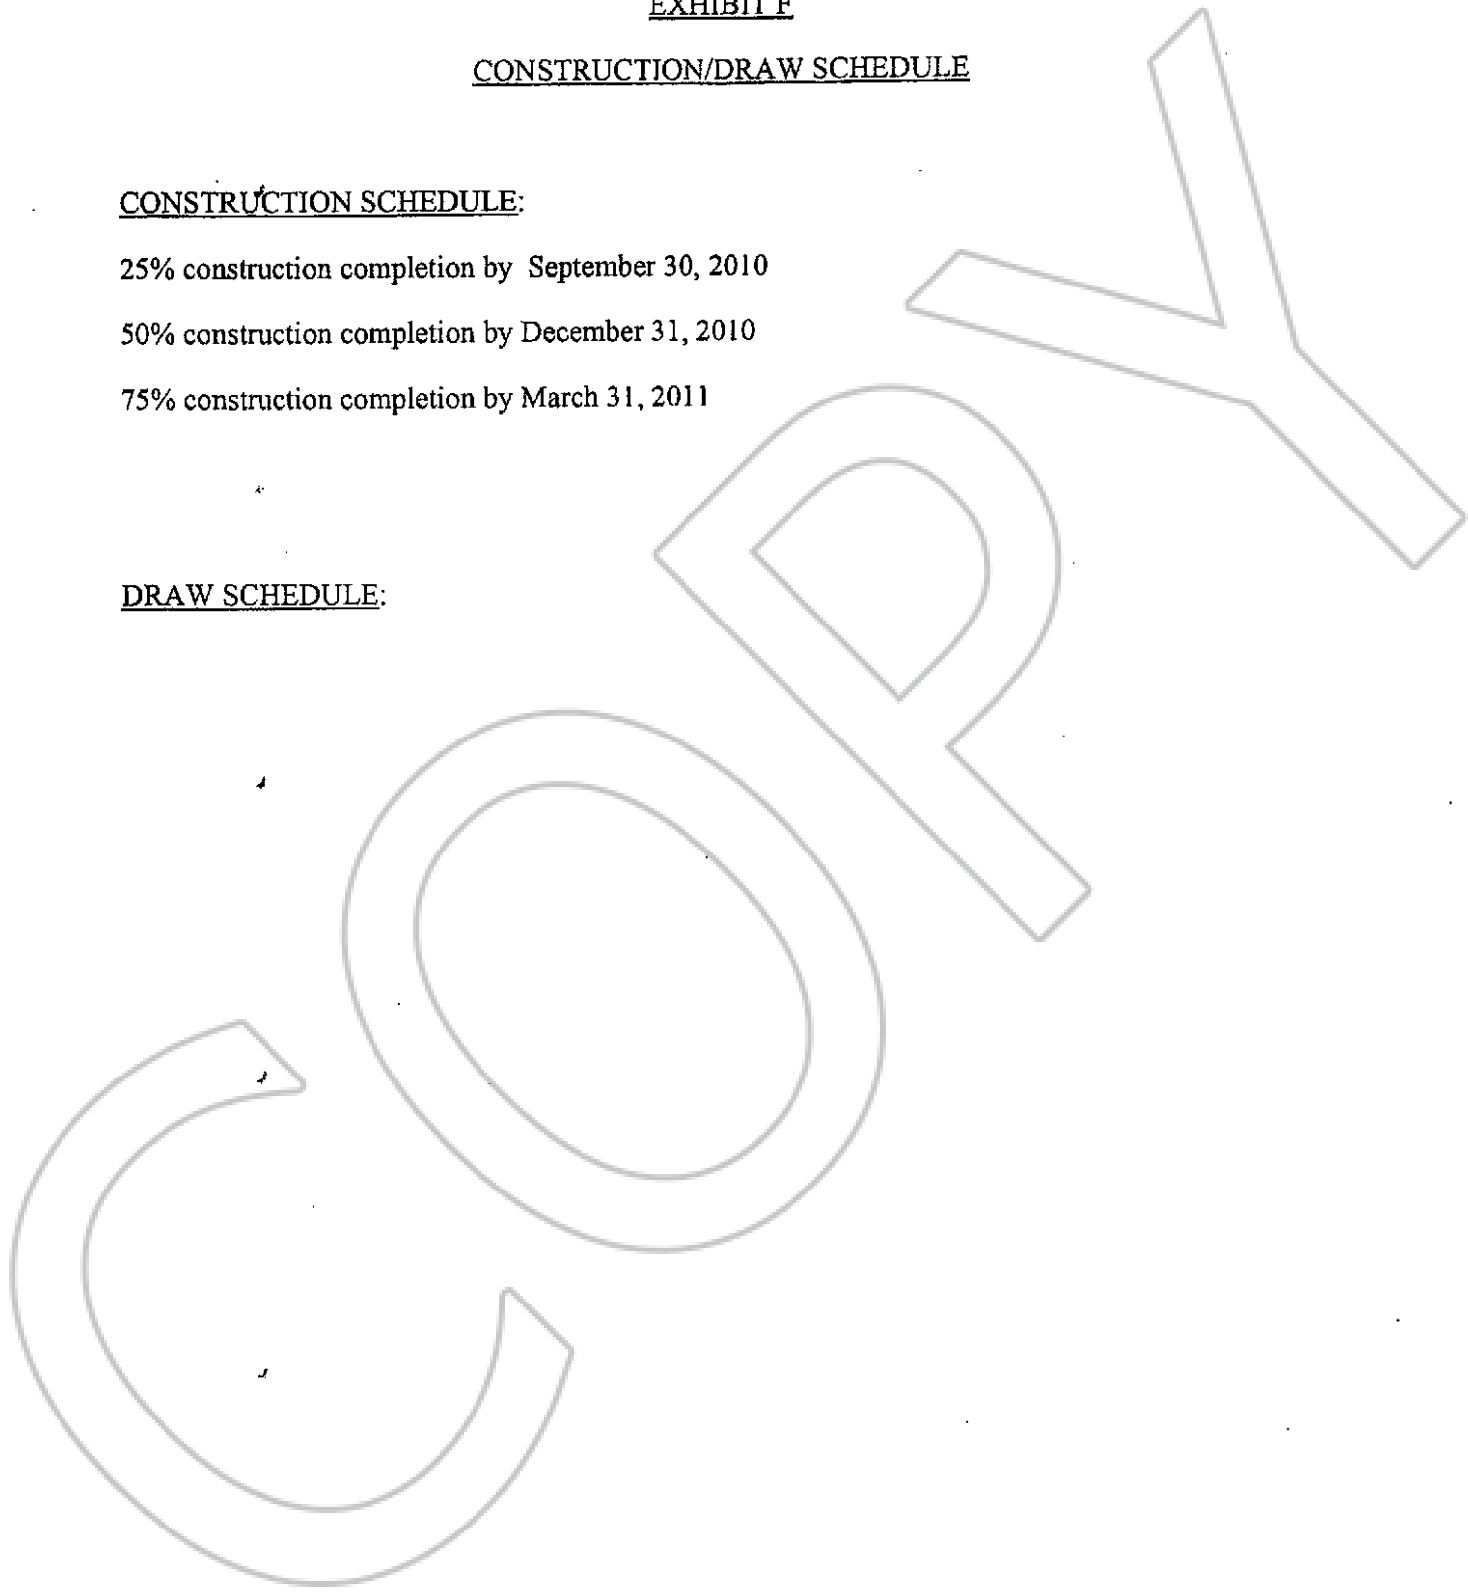 EXHIBIT F
CONSTRUCTION/DRAW SCHEDULE
CONSTRUCTION SCHEDULE:
25% construction completion by September 30, 2010
50% construction completion by December 31, 2010
75% construction completion by March 31, 2011
DRAW SCHEDULE:
COPY